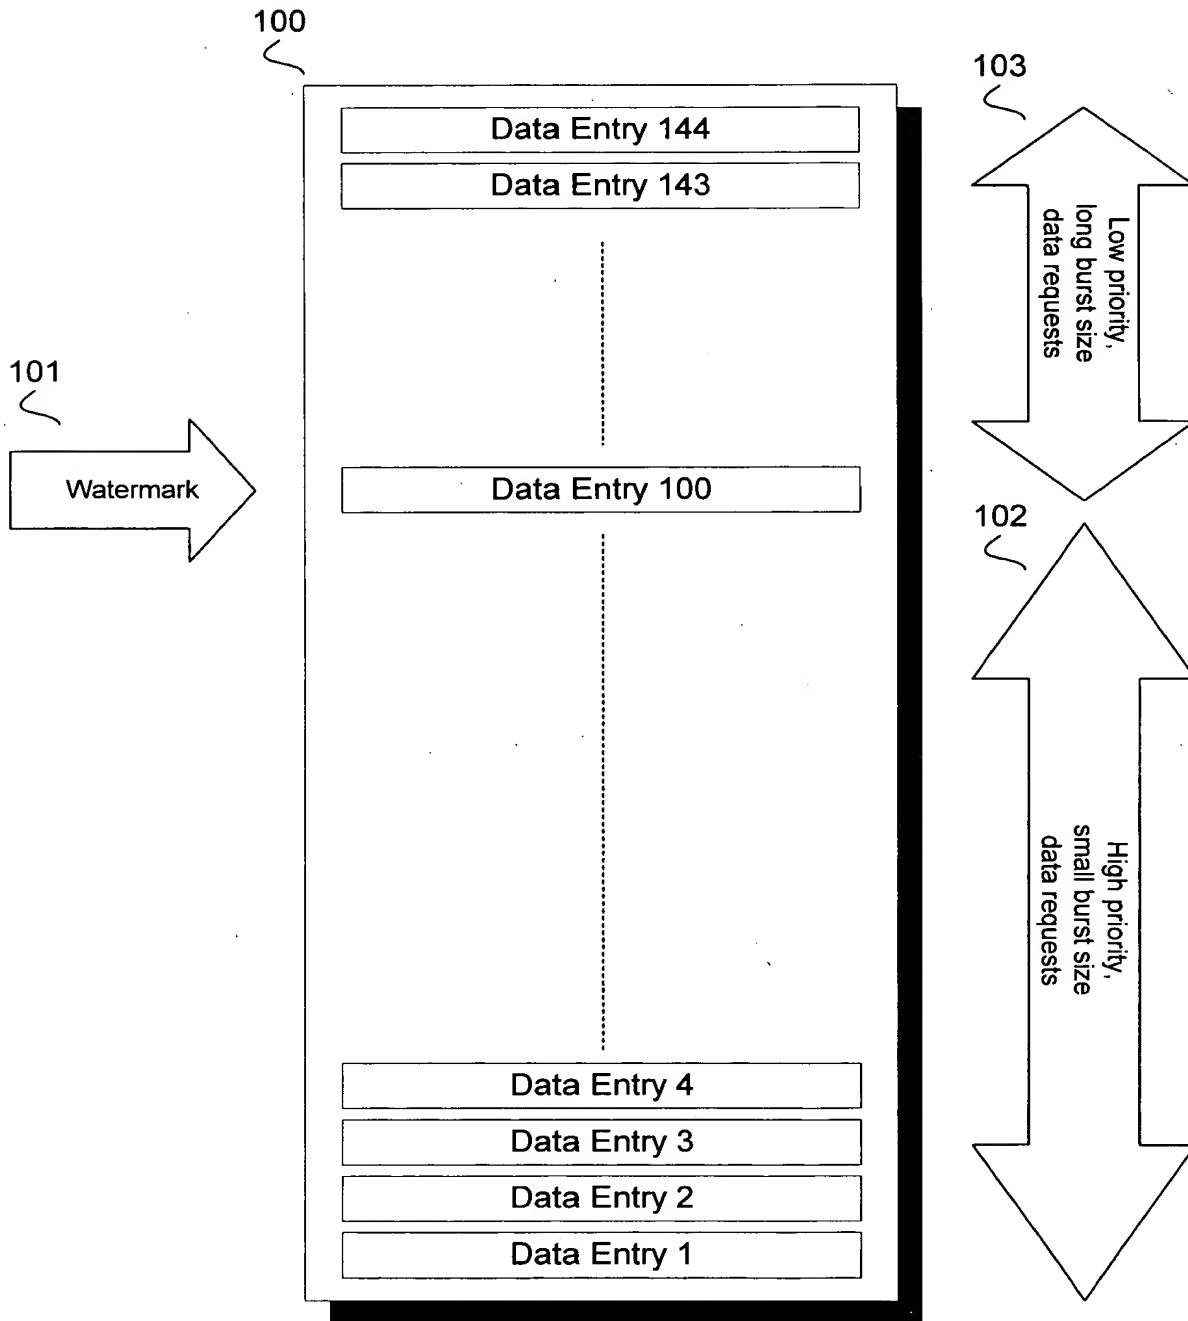 100
103
Data Entry 144
Data Entry 143
Low priority,
long burst size
data requests
101
Watermark
Data Entry 100
102
High priority,
small burst size
data requests
Data Entry 4
Data Entry 3
Data Entry 2
Data Entry 1